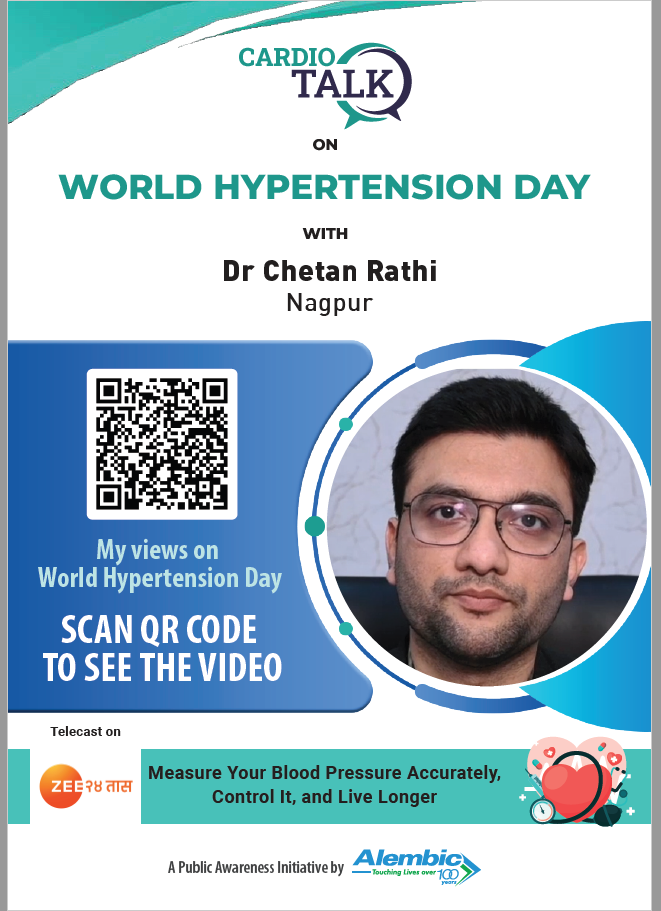 CARDIO
TALK
ON
WORLD HYPERTENSION DAY
WITH
Dr Chetan Rathi
Nagpur
My views on
World Hypertension Day
SCAN QR CODE
TO SEE THE VIDEO
Telecast on
ZEE २४ तास
Measure Your Blood Pressure Accurately,
Control It, and Live Longer
A Public Awareness Initiative by
Alembic
Touching Lives over 100
years